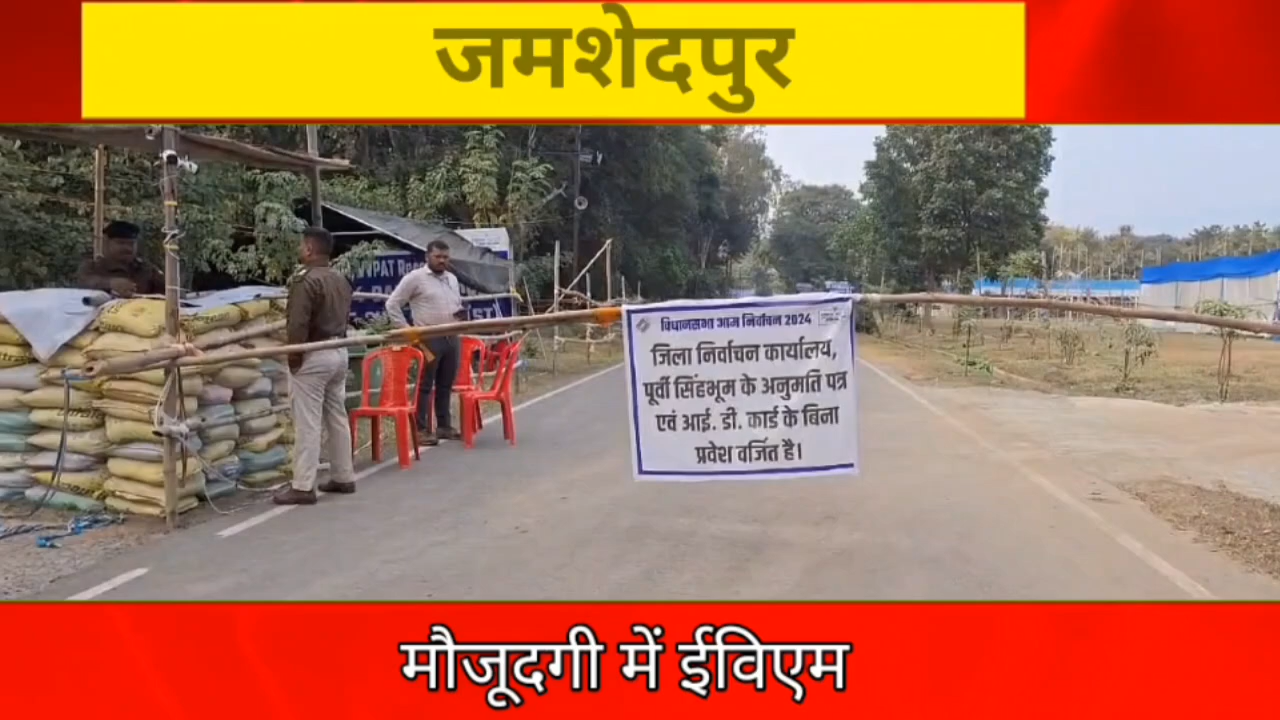 जमशेदपुर
VVPAT
विधानसभा आम निर्वाचन 2024
जिला निर्वाचन कार्यालय,
पूर्वी सिंहभूम के अनुमति पत्र
एवं आई. डी. कार्ड के बिना
प्रवेश वर्जित है।
मौजूदगी में ईविएम